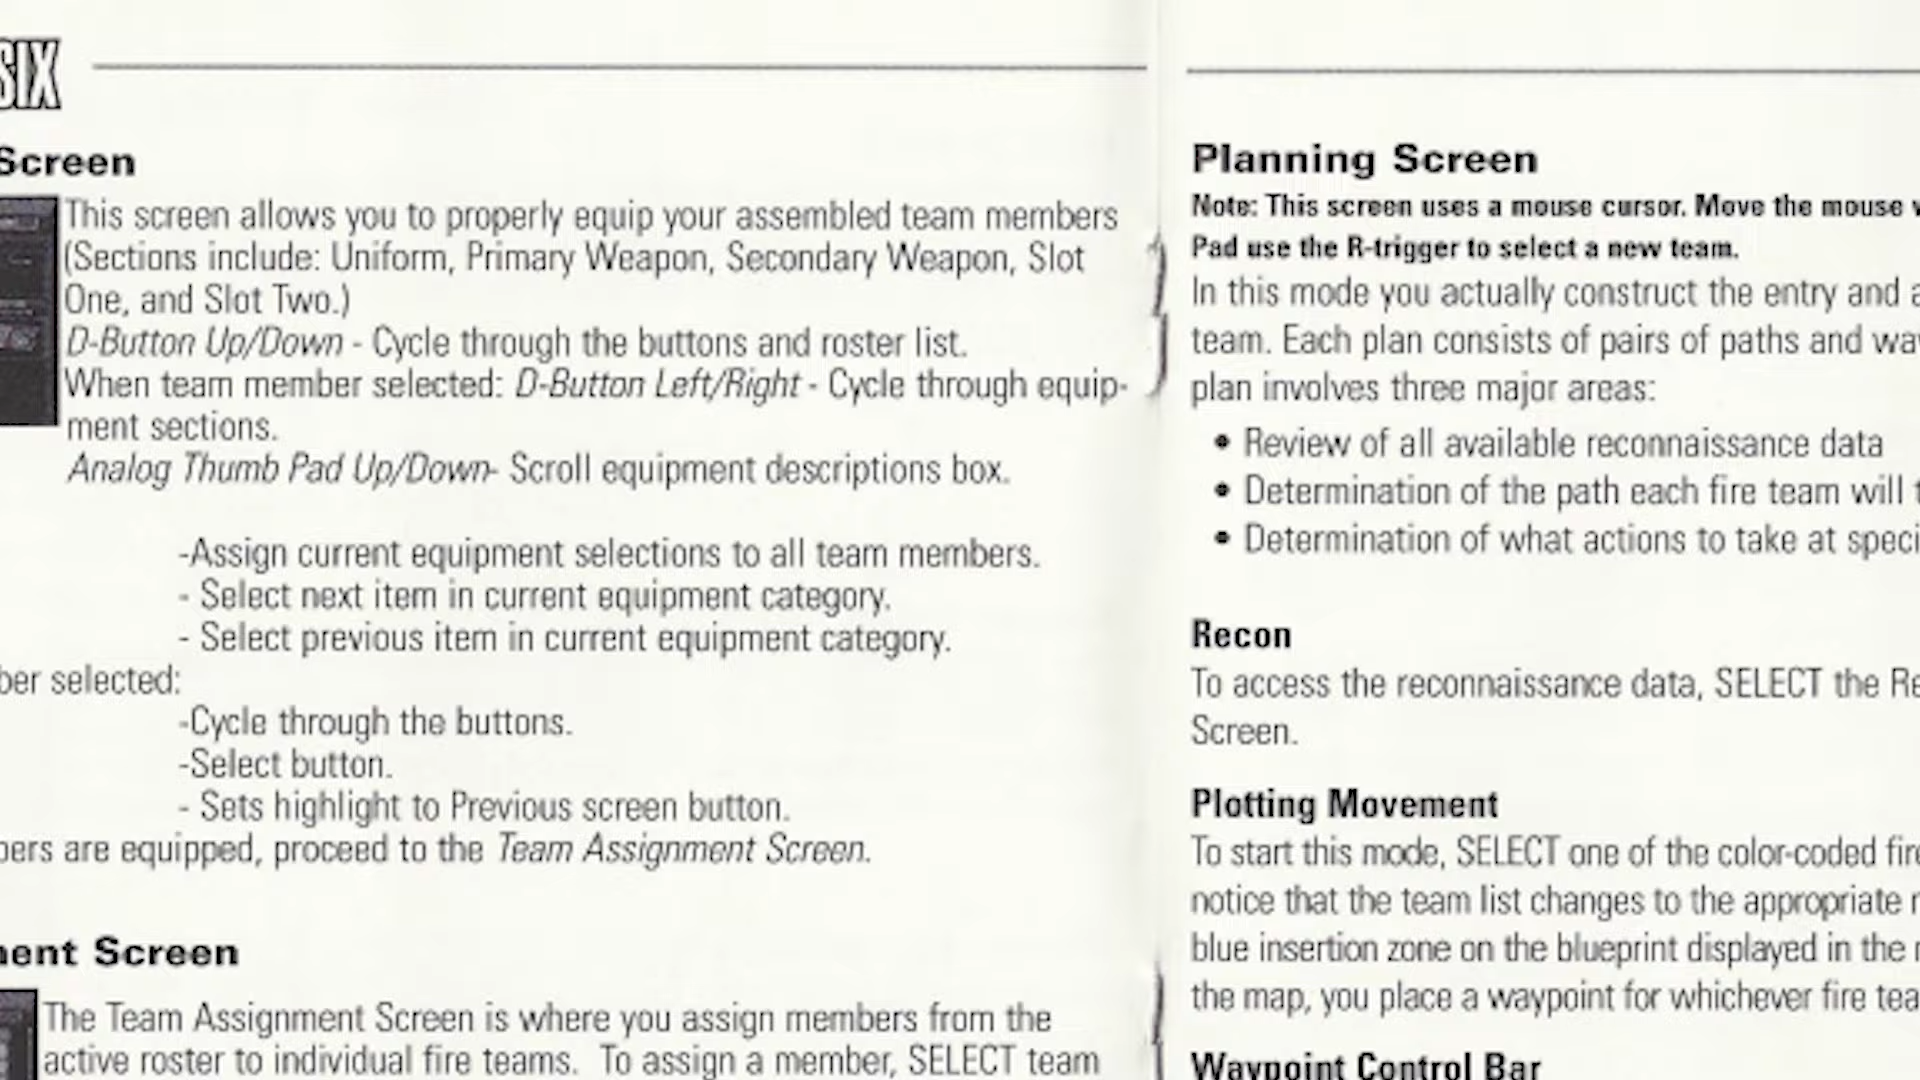 SIX
Screen
This screen allows you to properly equip your assembled team members
(Sections include: Uniform, Primary Weapon, Secondary Weapon, Slot
One, and Slot Two.)
D-Button Up/Down - Cycle through the buttons and roster list.
When team member selected: D-Button Left/Right - Cycle through equip-
ment sections.
Analog Thumb Pad Up/Down- Scroll equipment descriptions box.
-Assign current equipment selections to all team members.
- Select next item in current equipment category.
- Select previous item in current equipment category.
ber selected:
-Cycle through the buttons.
-Select button.
- Sets highlight to Previous screen button.
bers are equipped, proceed to the Team Assignment Screen.
ment Screen
The Team Assignment Screen is where you assign members from the
active roster to individual fire teams. To assign a member, SELECT team
Planning Screen
Note: This screen uses a mouse cursor. Move the mouse
Pad use the R-trigger to select a new team.
In this mode you actually construct the entry and
team. Each plan consists of pairs of paths and
plan involves three major areas:
• Review of all available reconnaissance data
• Determination of the path each fire team will
• Determination of what actions to take at speci
Recon
To access the reconnaissance data, SELECT the Re
Screen.
Plotting Movement
To start this mode, SELECT one of the color-coded fire
notice that the team list changes to the appropriate
blue insertion zone on the blueprint displayed in the
the map, you place a waypoint for whichever fire tea
Waypoint Control Bar